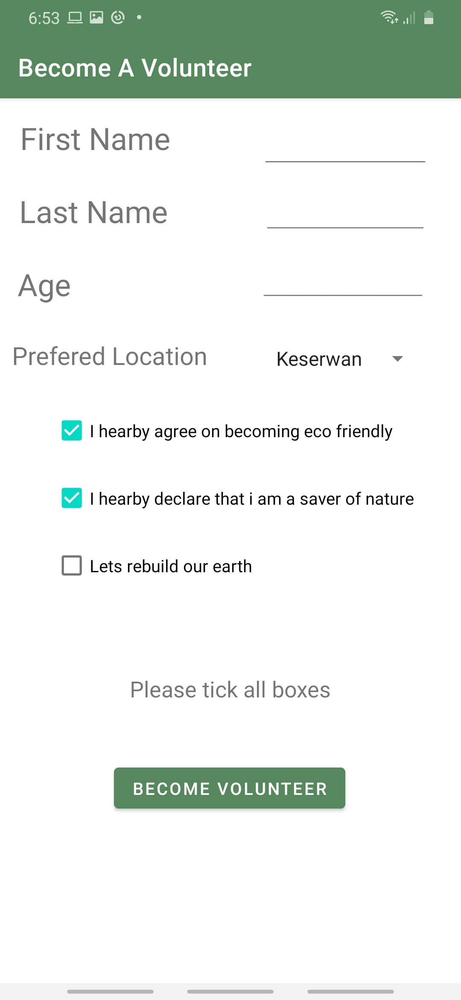 6:53
Become A Volunteer
First Name
Last Name
Age
Prefered Location
Keserwan
I hearby agree on becoming eco friendly
I hearby declare that i am a saver of nature
Lets rebuild our earth
Please tick all boxes
BECOME VOLUNTEER